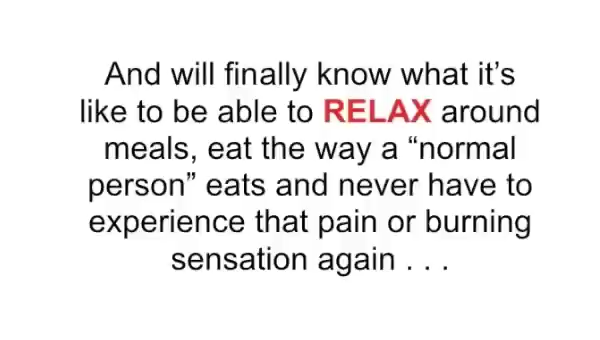 And will finally know what it’s
like to be able to RELAX around
meals, eat the way a “normal
person” eats and never have to
experience that pain or burning
sensation again . . .